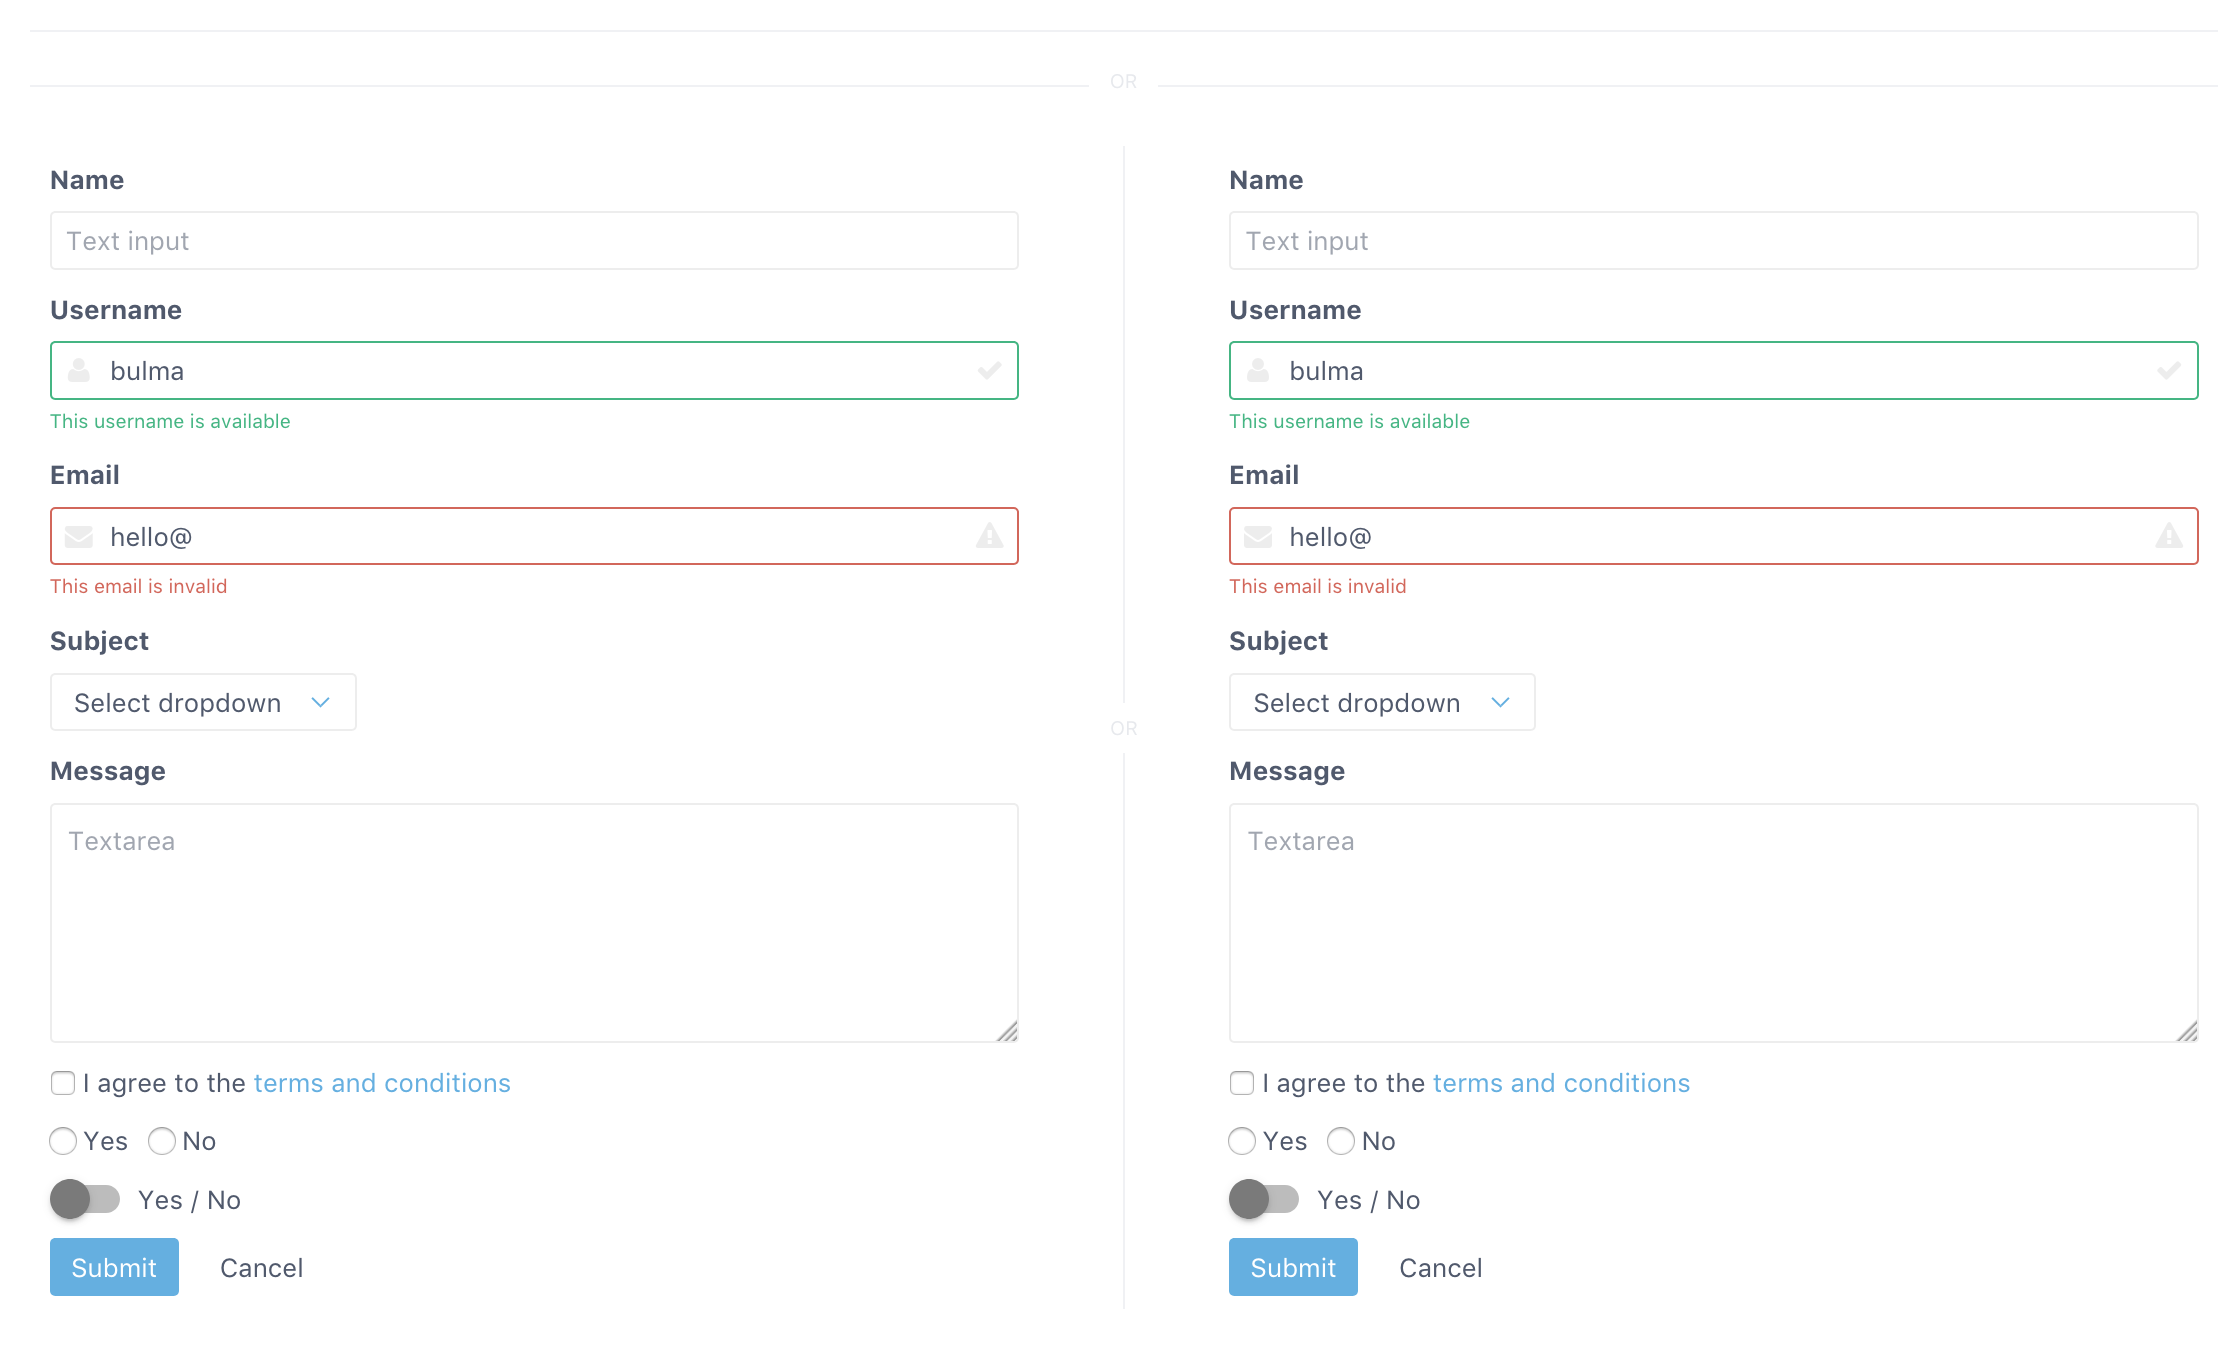 OR
Name
Text input
Username
bulma
This username is available
Email
hello@
This email is invalid
Subject
Select dropdown
Message
Textarea
I agree to the terms and conditions
Yes No
Yes / No
Submit Cancel
OR
Name
Text input
Username
bulma
This username is available
Email
hello@
This email is invalid
Subject
Select dropdown
Message
Textarea
I agree to the terms and conditions
Yes No
Yes / No
Submit Cancel